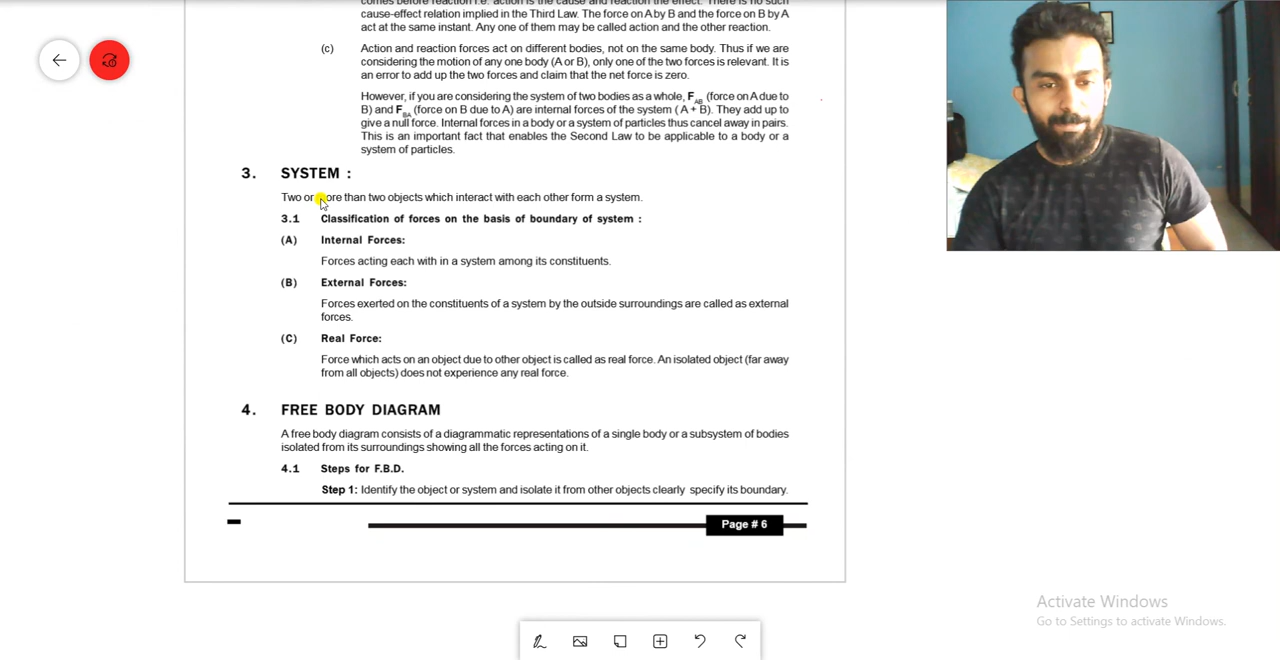 comes before reaction i.e. action is the cause and reaction the effect. There is no such
cause-effect relation implied in the Third Law. The force on A by B and the force on B by A
act at the same instant. Any one of them may be called action and the other reaction.
(c) Action and reaction forces act on different bodies, not on the same body. Thus if we are
considering the motion of any one body (A or B), only one of the two forces is relevant. It is
an error to add up the two forces and claim that the net force is zero.
However, if you are considering the system of two bodies as a whole, FAB (force on A due to
B) and FBA (force on B due to A) are internal forces of the system ( A + B). They add up to
give a null force. Internal forces in a body or a system of particles thus cancel away in pairs.
This is an important fact that enables the Second Law to be applicable to a body or a
system of particles.
3. SYSTEM :
Two or more than two objects which interact with each other form a system.
3.1 Classification of forces on the basis of boundary of system :
(A) Internal Forces:
Forces acting each with in a system among its constituents.
(B) External Forces:
Forces exerted on the constituents of a system by the outside surroundings are called as external
forces.
(C) Real Force:
Force which acts on an object due to other object is called as real force. An isolated object (far away
from all objects) does not experience any real force.
4. FREE BODY DIAGRAM
A free body diagram consists of a diagrammatic representations of a single body or a subsystem of bodies
isolated from its surroundings showing all the forces acting on it.
4.1 Steps for F.B.D.
Step 1: Identify the object or system and isolate it from other objects clearly specify its boundary.
Page # 6
Activate Windows
Go to Settings to activate Windows.